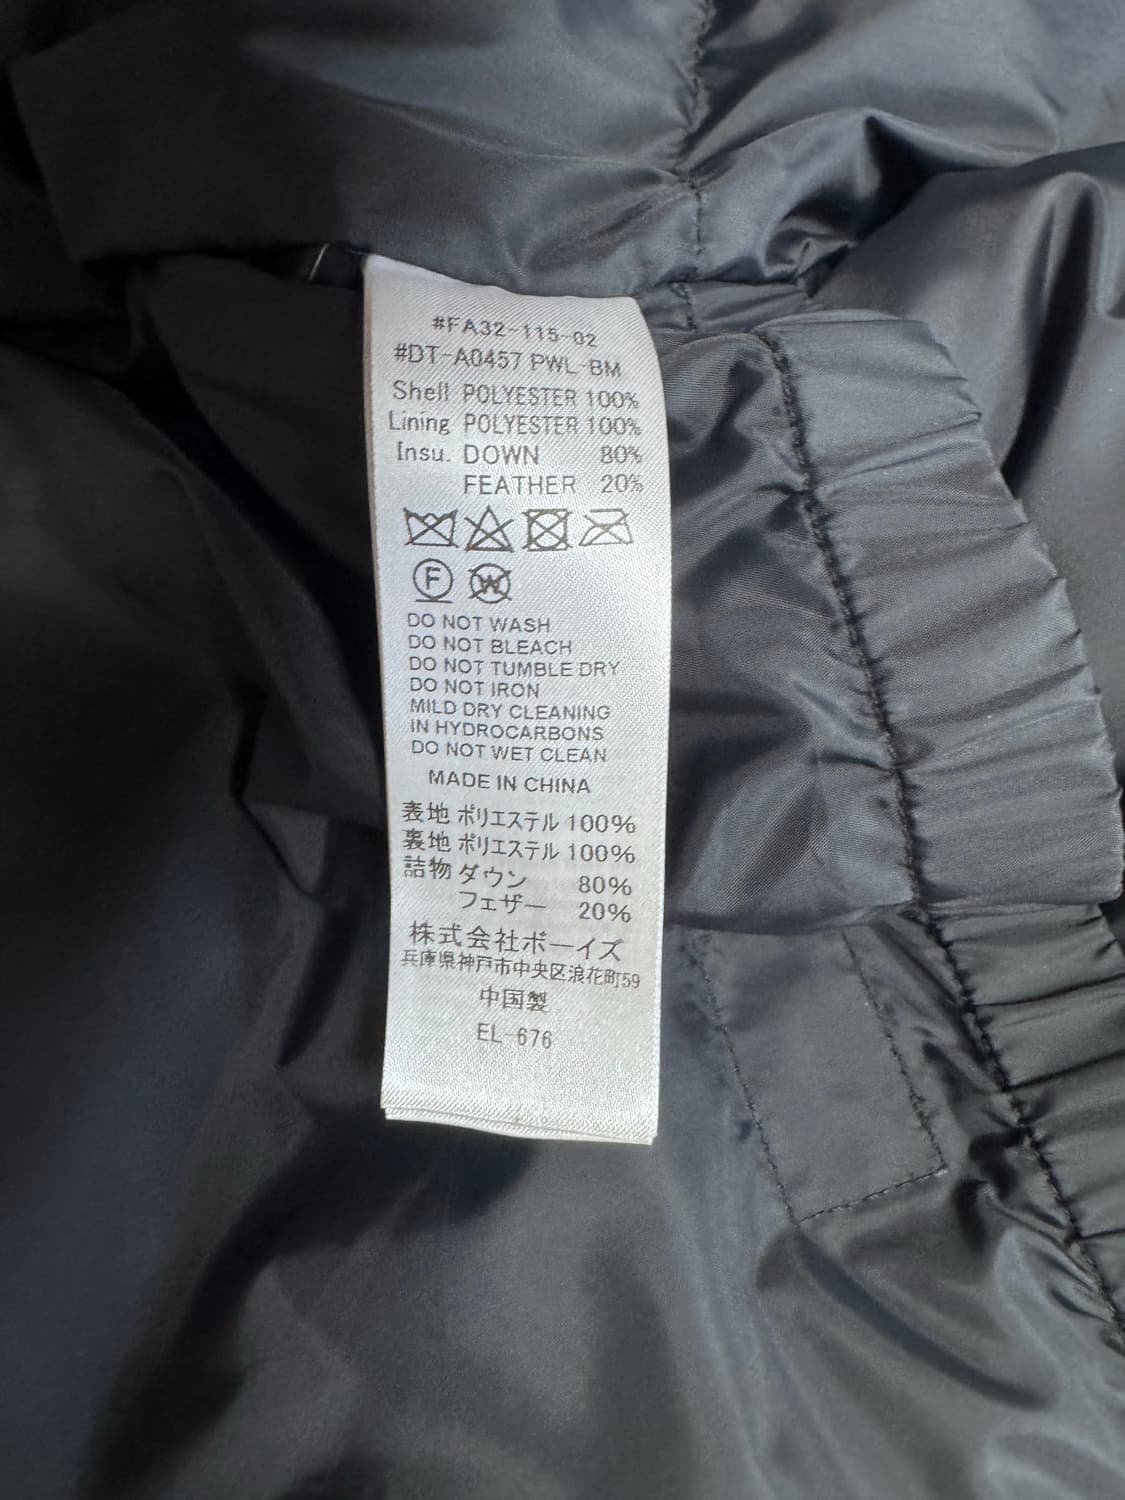 #FA32-115-02
#DT-A0457 PWL-BM
Shell POLYESTER 100%
Lining POLYESTER 100%
Insu. DOWN 80%
FEATHER 20%
F W
DO NOT WASH
DO NOT BLEACH
DO NOT TUMBLE DRY
DO NOT IRON
MILD DRY CLEANING
IN HYDROCARBONS
DO NOT WET CLEAN
MADE IN CHINA
表地 ポリエステル 100%
裏地 ポリエステル 100%
詰物 ダウン 80%
フェザー 20%
株式会社ボーイズ
兵庫県神戸市中央区浪花町59
中国製
EL-676